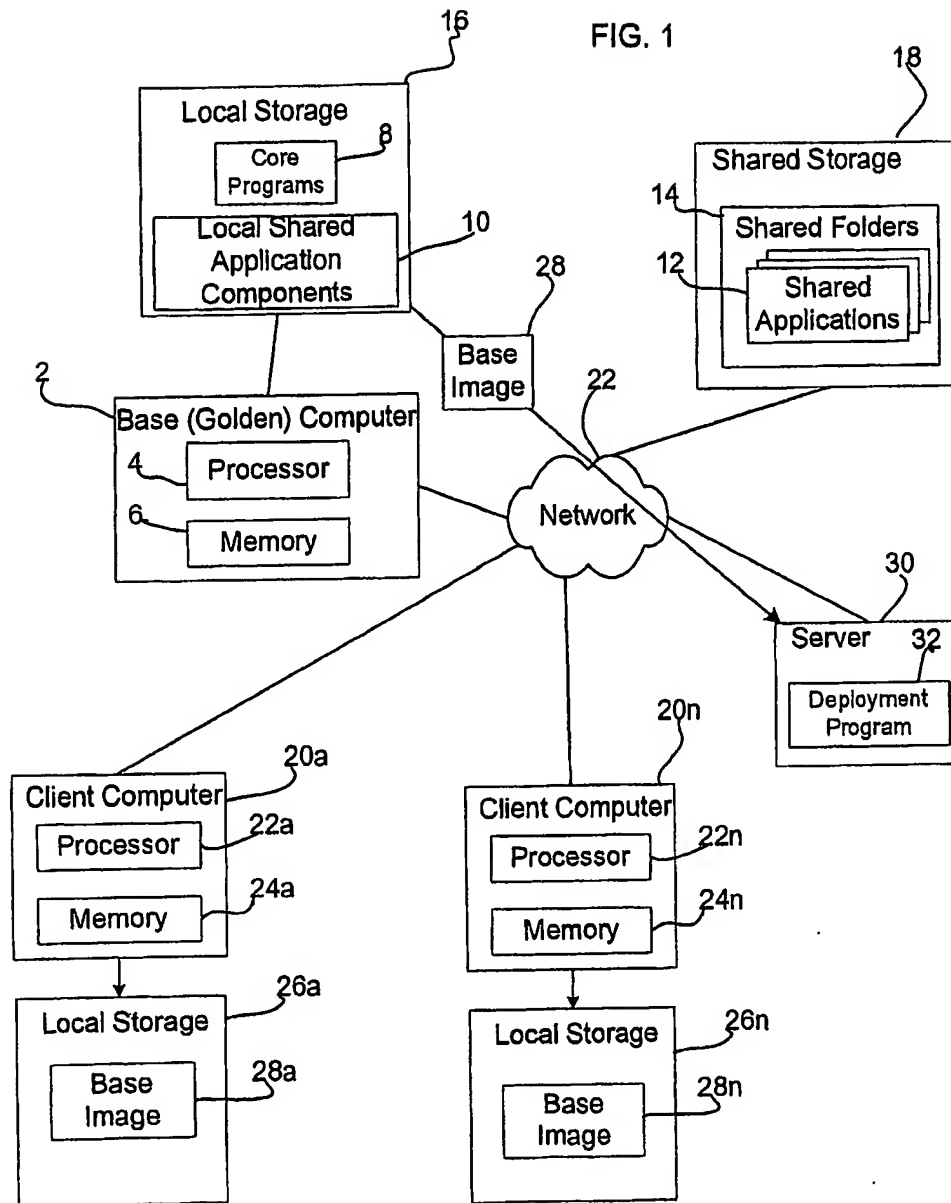 FIG. 1
16
Local Storage
8
Core
Programs
10
Local Shared
Application
Components
18
Shared Storage
14
Shared Folders
12
Shared
Applications
28
Base
Image
2
Base (Golden) Computer
4
Processor
6
Memory
22
Network
30
Server
32
Deployment
Program
20a
Client Computer
22a
Processor
24a
Memory
26a
Local Storage
28a
Base
Image
20n
Client Computer
22n
Processor
24n
Memory
26n
Local Storage
28n
Base
Image